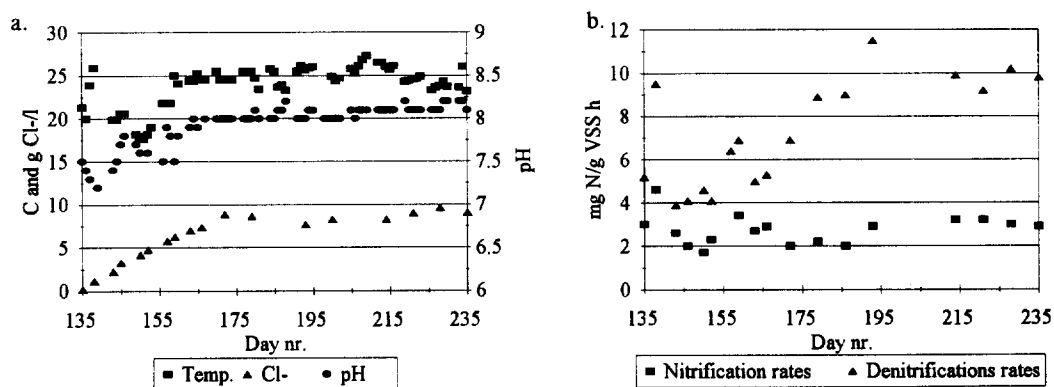 a.
30
25
20
15
10
5
0
C and g Cl-/l
9
8.5
8
7.5
7
6.5
6
pH
135 155 175 195 215 235
Day nr.
Temp. Cl- pH
b.
12
10
8
6
4
2
0
mg N/g VSS h
135 155 175 195 215 235
Day nr.
Nitrification rates Denitrifications rates